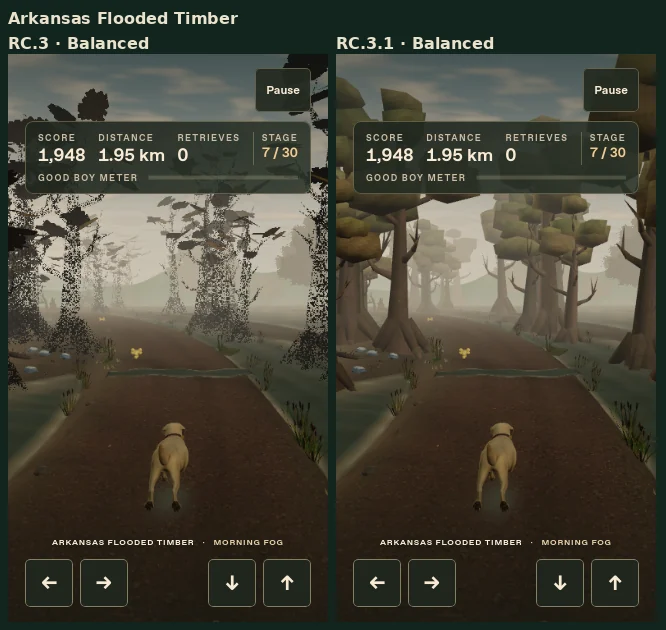 Arkansas Flooded Timber
RC.3 · Balanced
Pause
SCORE DISTANCE RETRIEVES STAGE
1,948 1.95 km 0 7 / 30
GOOD BOY METER
ARKANSAS FLOODED TIMBER · MORNING FOG
← → ↓ ↑
RC.3.1 · Balanced
Pause
SCORE DISTANCE RETRIEVES STAGE
1,948 1.95 km 0 7 / 30
GOOD BOY METER
ARKANSAS FLOODED TIMBER · MORNING FOG
← → ↓ ↑